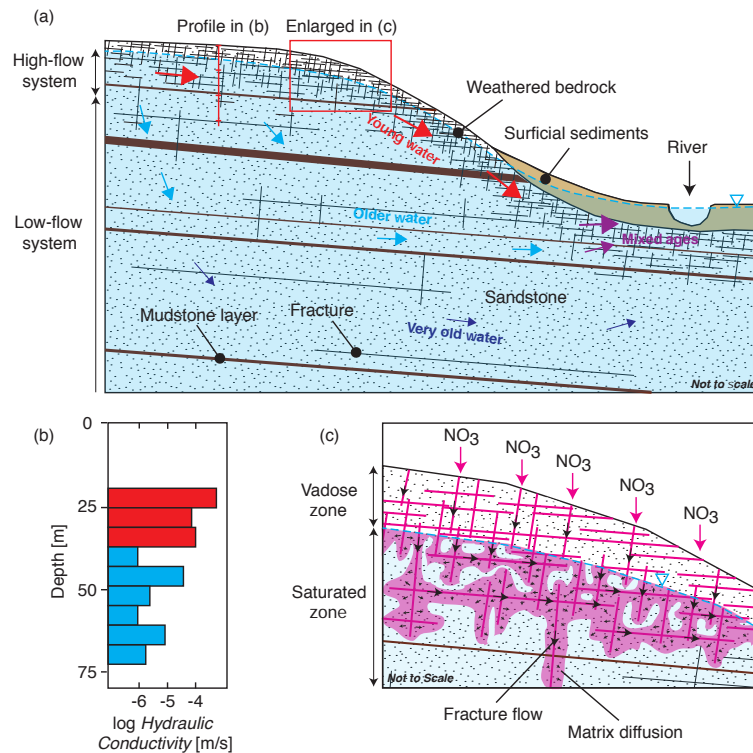 (a)
Profile in (b)
Enlarged in (c)
High-flow
system
Weathered bedrock
Young water
Surficial sediments
River
Low-flow
system
Older water
Mixed ages
Sandstone
Mudstone layer
Fracture
Very old water
Not to scale
(b)
0
25
50
75
Depth [m]
-6
-5
-4
log Hydraulic
Conductivity [m/s]
(c)
NO3
NO3
NO3
NO3
NO3
Vadose
zone
Saturated
zone
Not to Scale
Fracture flow
Matrix diffusion